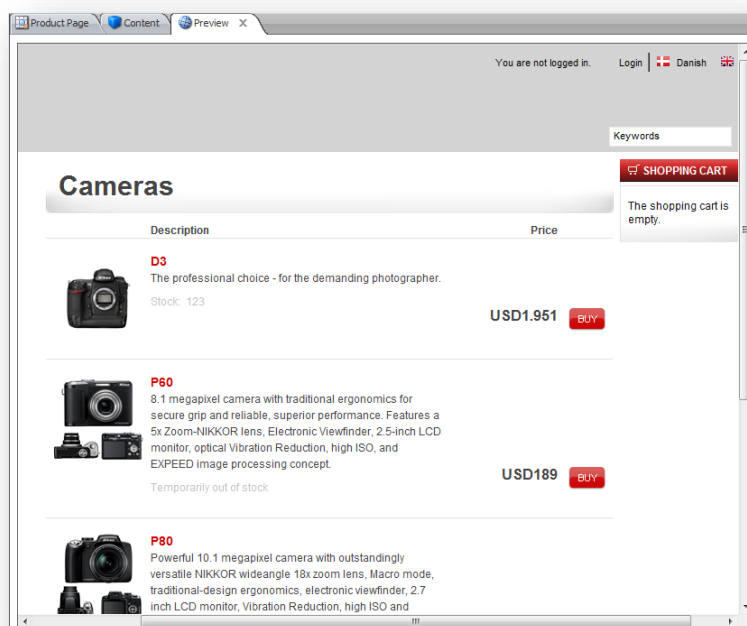 Product Page Content Preview X
You are not logged in. Login Danish
Keywords
SHOPPING CART
The shopping cart is
empty.
Cameras
Description Price
D3
The professional choice - for the demanding photographer.
Stock: 123
USD1.951 BUY
P60
8.1 megapixel camera with traditional ergonomics for
secure grip and reliable, superior performance. Features a
5x Zoom-NIKKOR lens, Electronic Viewfinder, 2.5-inch LCD
monitor, optical Vibration Reduction, high ISO, and
EXPEED image processing concept.
USD189 BUY
Temporarily out of stock
P80
Powerful 10.1 megapixel camera with outstandingly
versatile NIKKOR wideangle 18x zoom lens, Macro mode,
traditional-design ergonomics, electronic viewfinder, 2.7
inch LCD monitor, Vibration Reduction, high ISO and